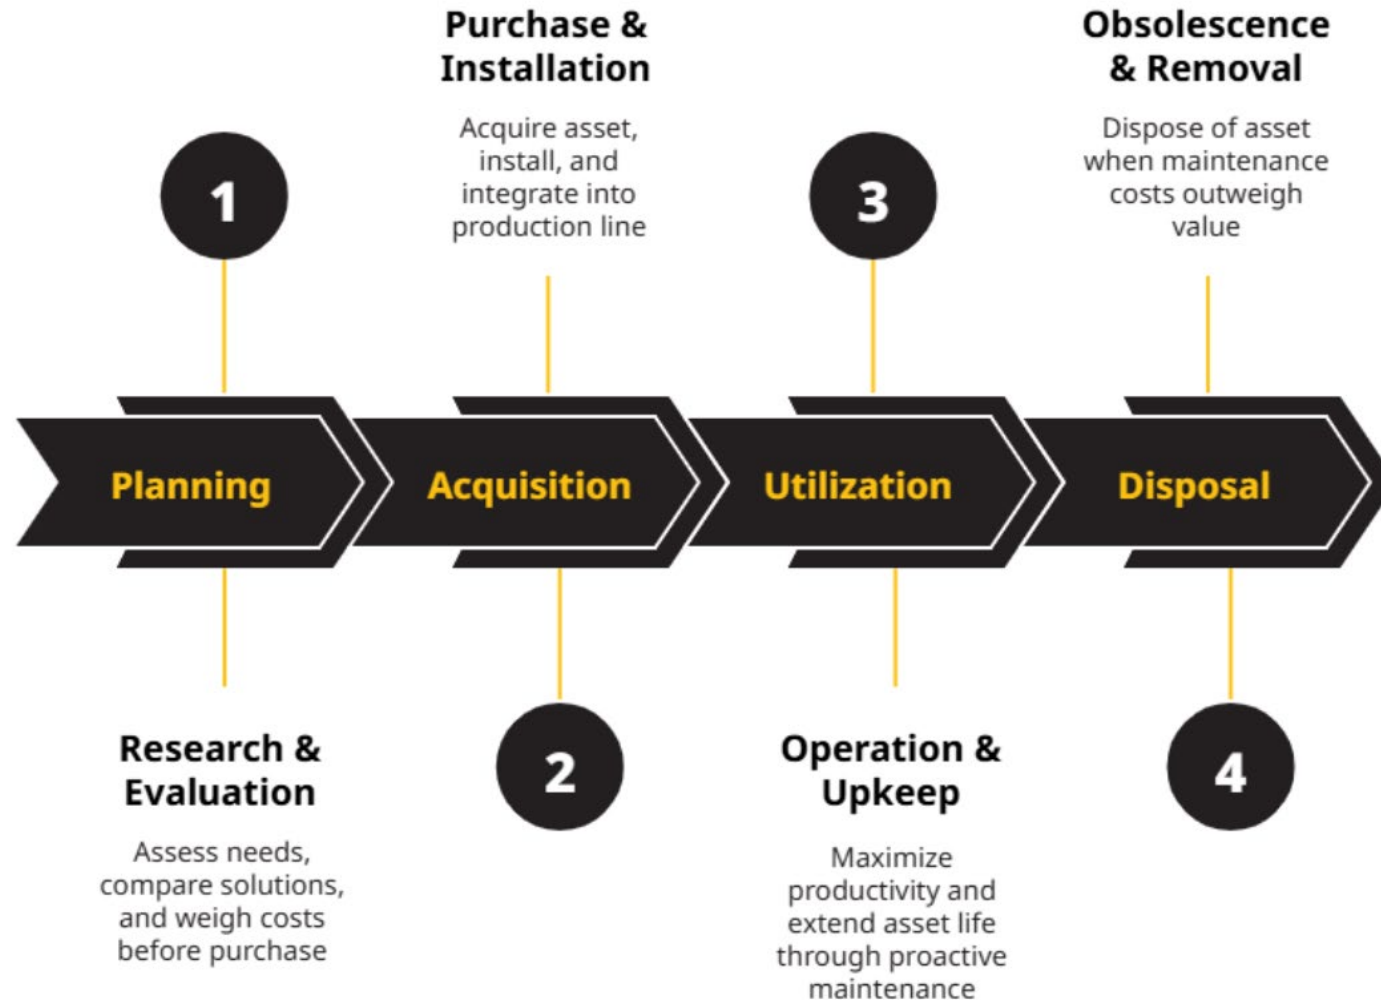 1
Planning
Research &
Evaluation
Assess needs,
compare solutions,
and weigh costs
before purchase
Purchase &
Installation
Acquire asset,
install, and
integrate into
production line
Acquisition
2
3
Utilization
Operation &
Upkeep
Maximize
productivity and
extend asset life
through proactive
maintenance
Obsolescence
& Removal
Dispose of asset
when maintenance
costs outweigh
value
Disposal
4